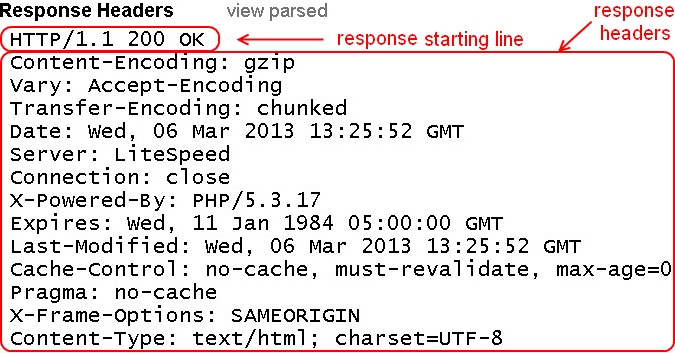 Response Headers view parsed
response headers
HTTP/1.1 200 OK
response starting line
Content-Encoding: gzip
Vary: Accept-Encoding
Transfer-Encoding: chunked
Date: Wed, 06 Mar 2013 13:25:52 GMT
Server: LiteSpeed
Connection: close
X-Powered-By: PHP/5.3.17
Expires: Wed, 11 Jan 1984 05:00:00 GMT
Last-Modified: Wed, 06 Mar 2013 13:25:52 GMT
Cache-Control: no-cache, must-revalidate, max-age=0
Pragma: no-cache
X-Frame-Options: SAMEORIGIN
Content-Type: text/html; charset=UTF-8